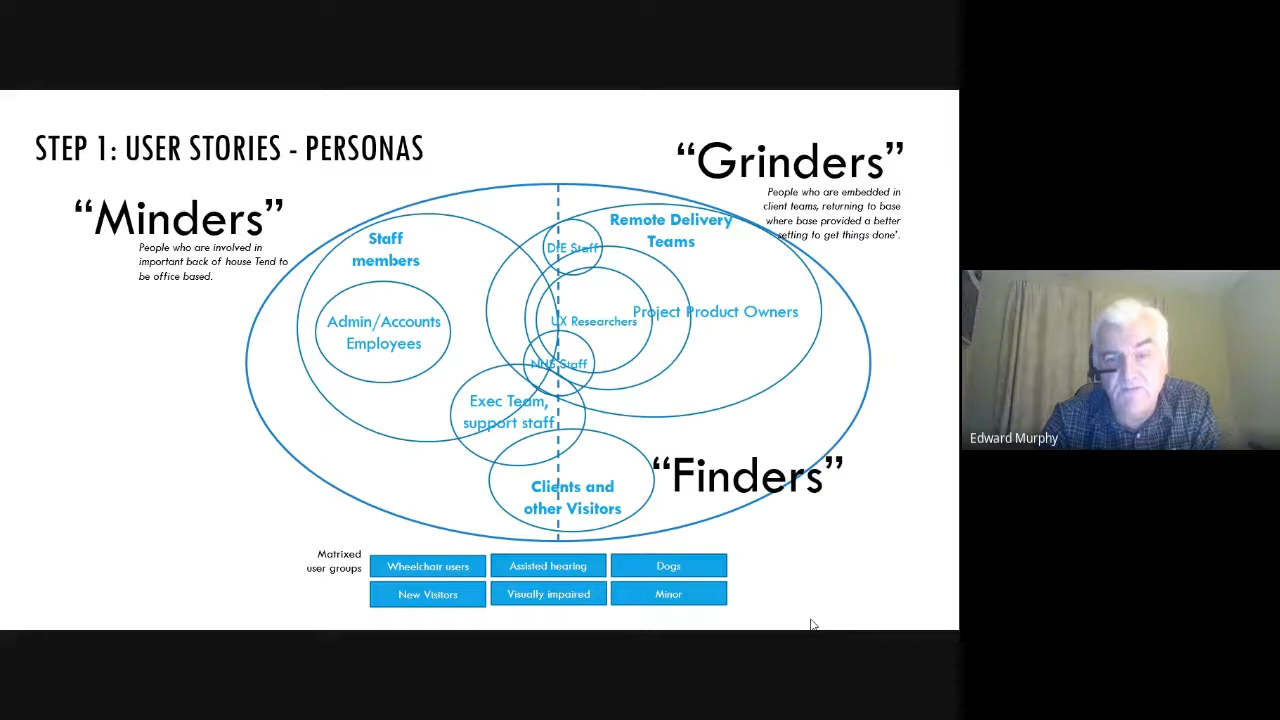 STEP 1: USER STORIES - PERSONAS
“Grinders”
People who are embedded in
client teams, returning to base
where base provided a better
setting to get things done’.
“Minders”
People who are involved in
important back of house Tend to
be office based.
Staff
members
Remote Delivery
Teams
DfE Staff
Admin/Accounts
Employees
UX Researchers
Project Product Owners
NHS Staff
Exec Team,
support staff
“Finders”
Clients and
other Visitors
Matrixed
user groups
Wheelchair users
Assisted hearing
Dogs
New Visitors
Visually impaired
Minor
Edward Murphy